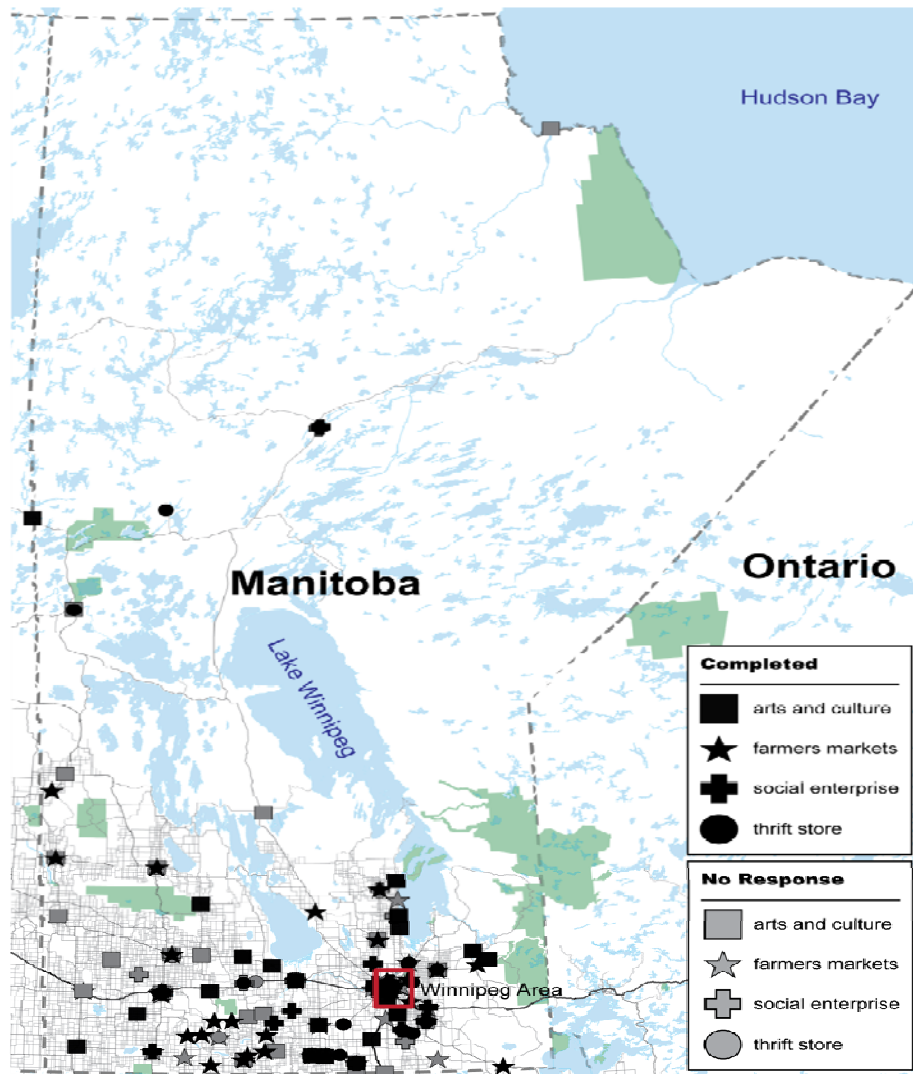 Hudson Bay
Manitoba
Ontario
Lake Winnipeg
Winnipeg Area
Completed
arts and culture
farmers markets
social enterprise
thrift store
No Response
arts and culture
farmers markets
social enterprise
thrift store